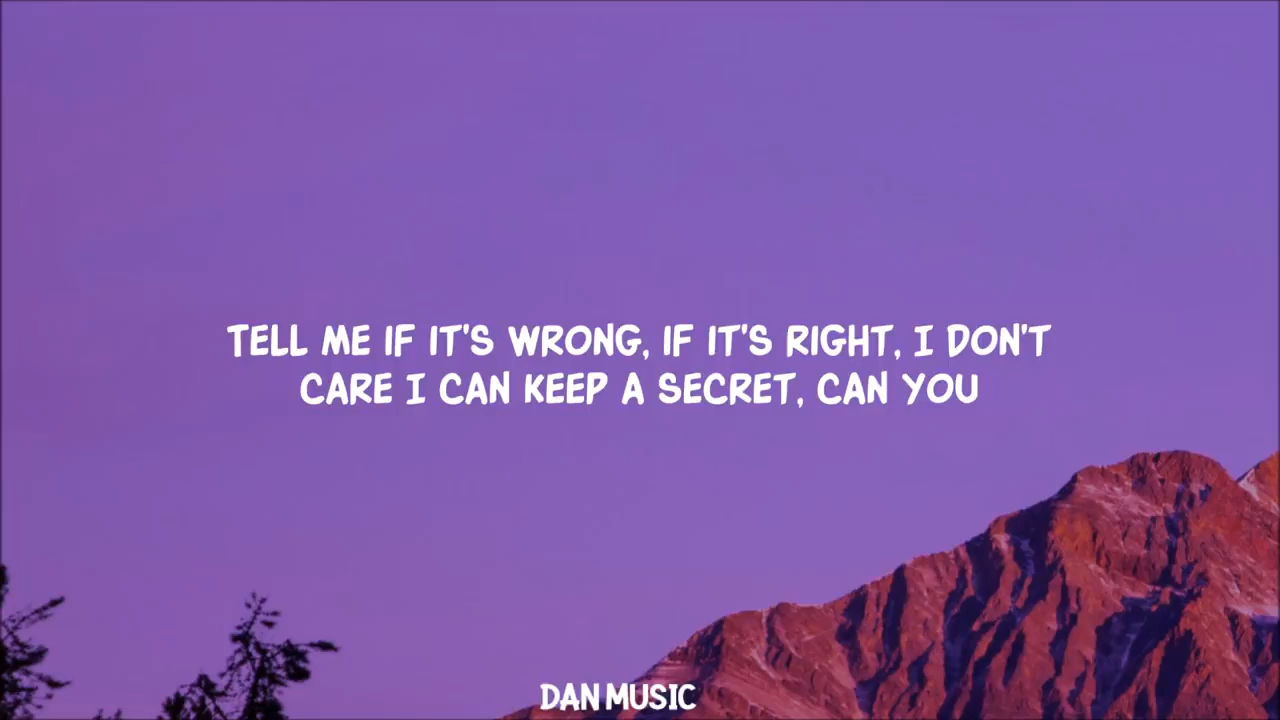 TELL ME IF IT'S WRONG, IF IT'S RIGHT, I DON'T
CARE I CAN KEEP A SECRET, CAN YOU
DAN MUSIC